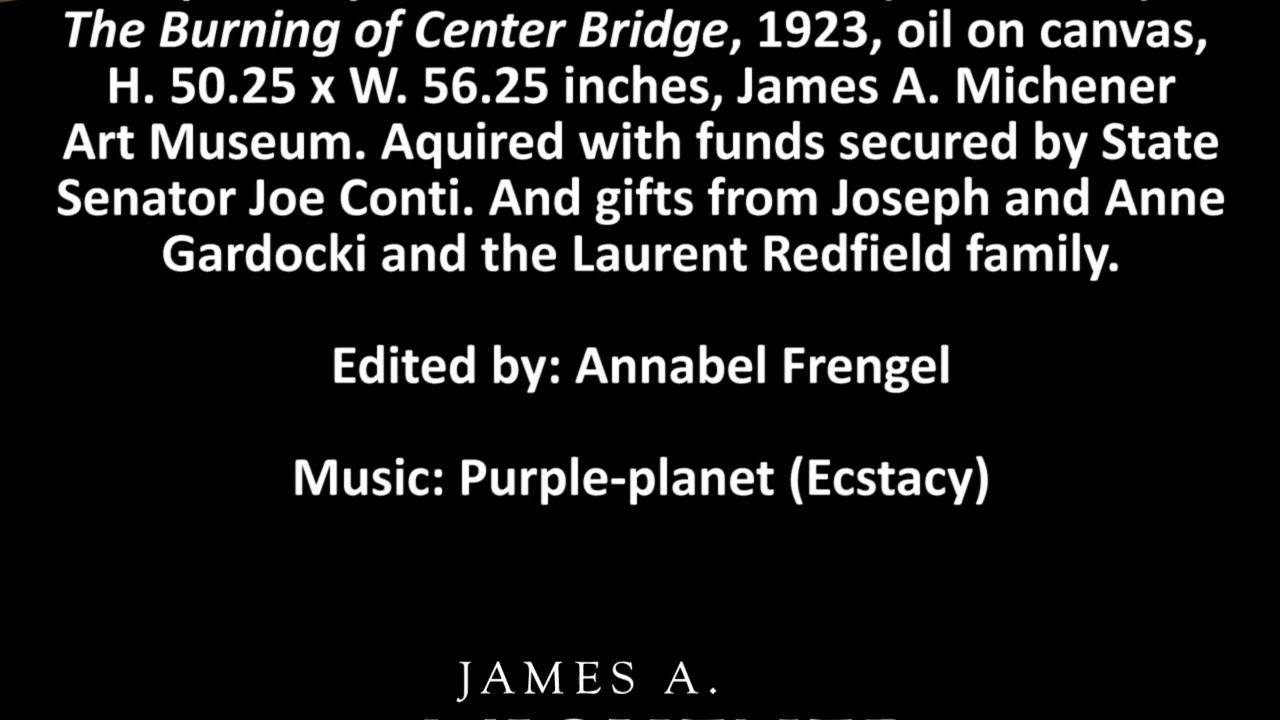 The Burning of Center Bridge, 1923, oil on canvas,
H. 50.25 x W. 56.25 inches, James A. Michener
Art Museum. Aquired with funds secured by State
Senator Joe Conti. And gifts from Joseph and Anne
Gardocki and the Laurent Redfield family.
Edited by: Annabel Frengel
Music: Purple-planet (Ecstacy)
JAMES A.